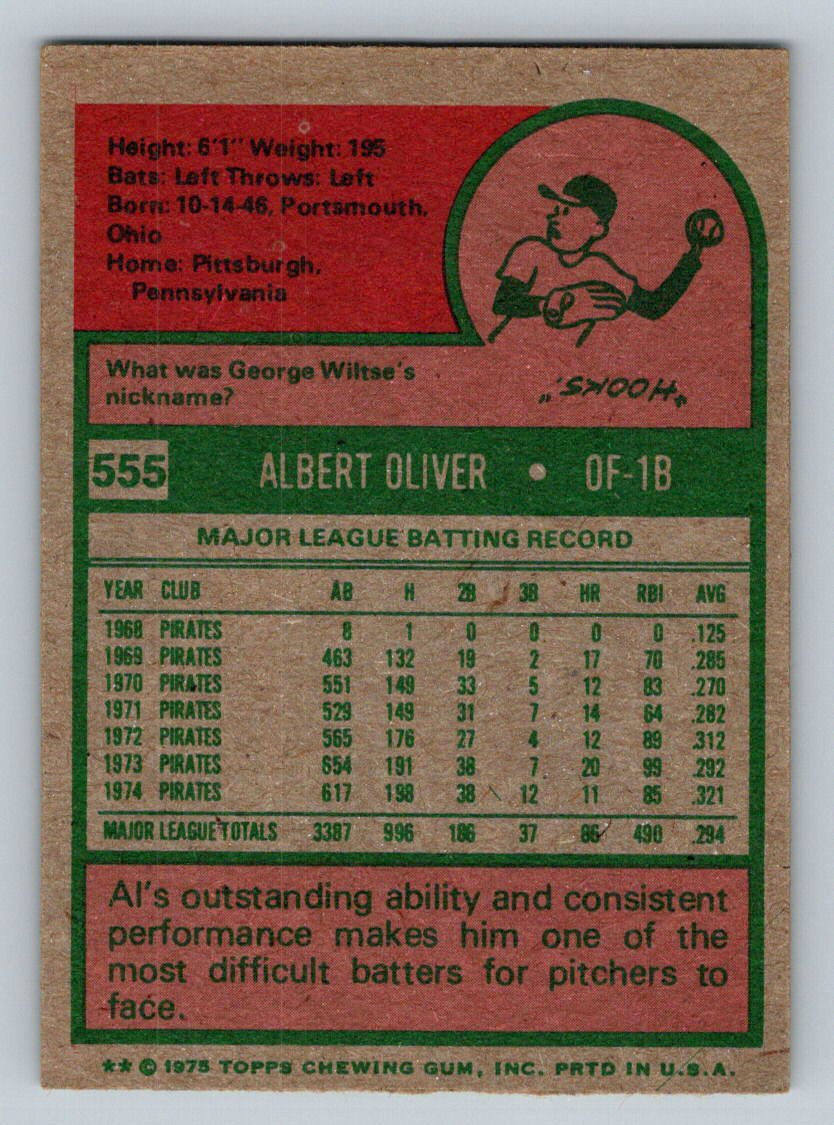 Height: 6'1" Weight: 195
Bats: Left Throws: Left
Born: 10-14-46, Portsmouth,
Ohio
Home: Pittsburgh,
Pennsylvania
What was George Wiltse's
nickname?
"HOOKS."
555 ALBERT OLIVER • OF-1B
MAJOR LEAGUE BATTING RECORD
YEAR CLUB AB H 2B 3B HR RBI AVG
1968 PIRATES 8 1 0 0 0 0 .125
1969 PIRATES 463 132 19 2 17 70 .285
1970 PIRATES 551 149 33 5 12 83 .270
1971 PIRATES 529 149 31 7 14 64 .282
1972 PIRATES 565 176 27 4 12 89 .312
1973 PIRATES 654 191 38 7 20 99 .292
1974 PIRATES 617 198 38 12 11 85 .321
MAJOR LEAGUE TOTALS 3387 996 186 37 86 490 .294
Al's outstanding ability and consistent
performance makes him one of the
most difficult batters for pitchers to
face.
** © 1975 TOPPS CHEWING GUM, INC. PRTD IN U.S.A.